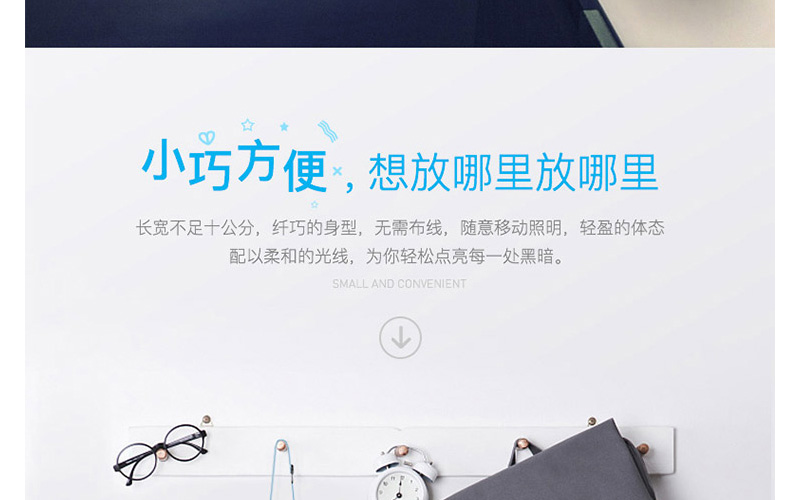 小巧方便，想放哪里放哪里
长宽不足十公分，纤巧的身型，无需布线，随意移动照明，轻盈的体态
配以柔和的光线，为你轻松点亮每一处黑暗。
SMALL AND CONVENIENT